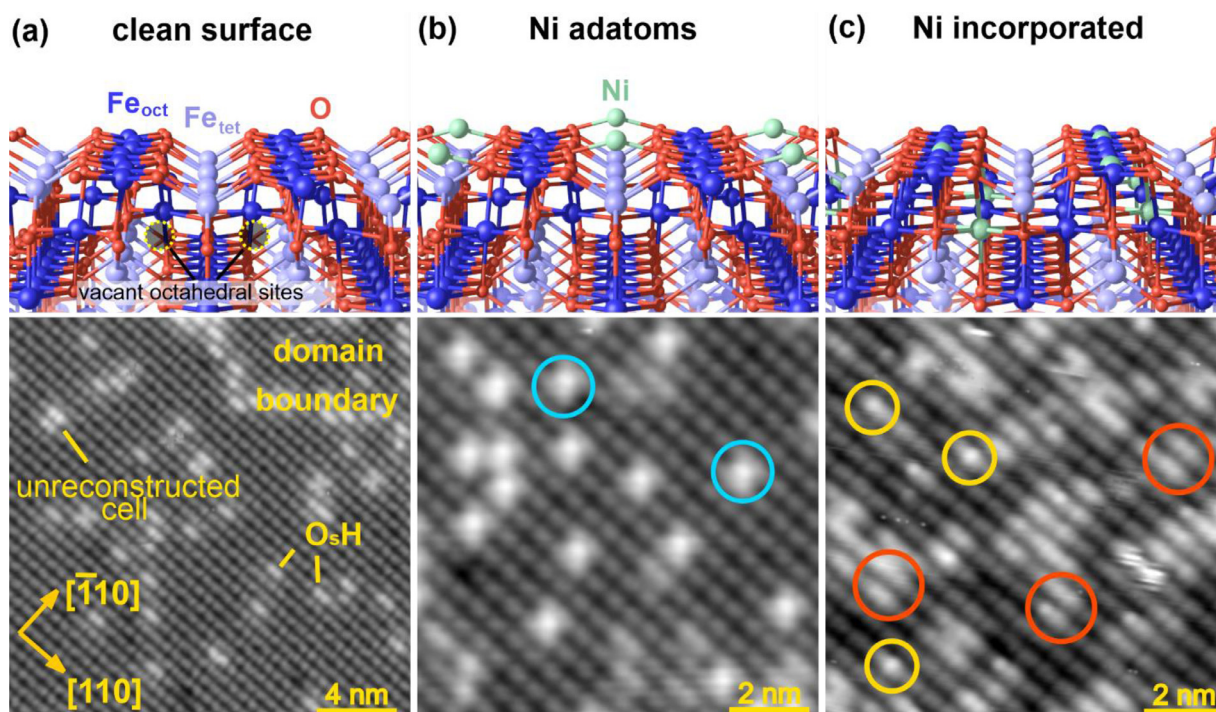 (a) clean surface
Fe_oct
Fe_tet
O
vacant octahedral sites
domain
boundary
unreconstructed
cell
OₛH
[1̅10]
[110]
4 nm
(b) Ni adatoms
Ni
2 nm
(c) Ni incorporated
2 nm